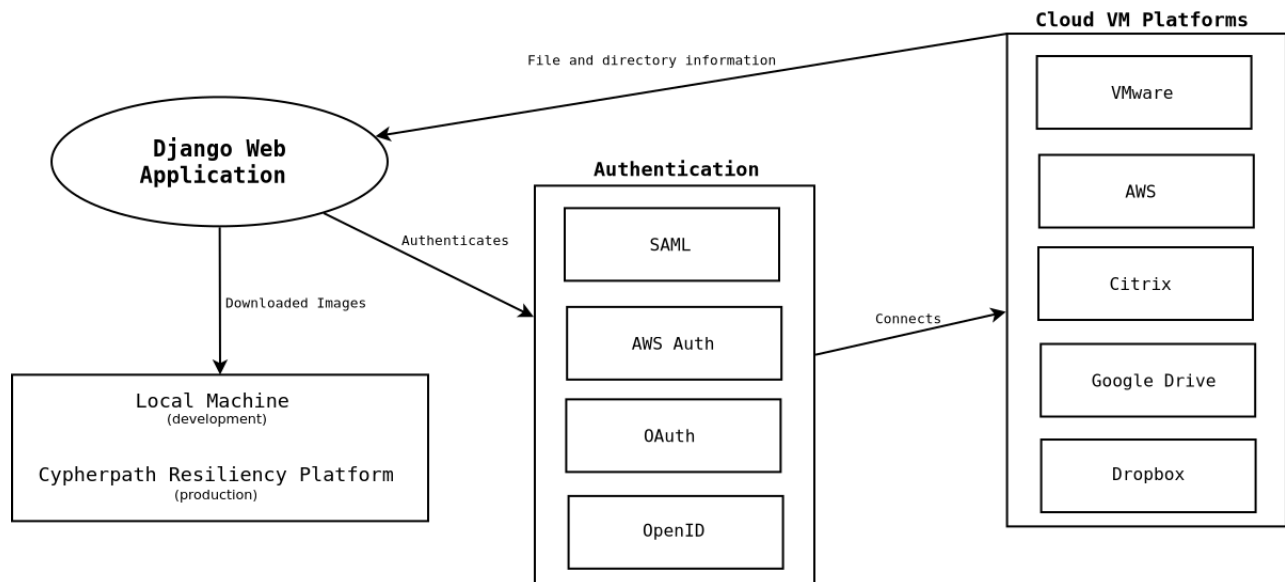 Cloud VM Platforms
File and directory information
VMware
Django Web
Application
Authentication
AWS
SAML
Authenticates
Citrix
Downloaded Images
Connects
AWS Auth
Google Drive
Local Machine
(development)
OAuth
Cypherpath Resiliency Platform
(production)
Dropbox
OpenID